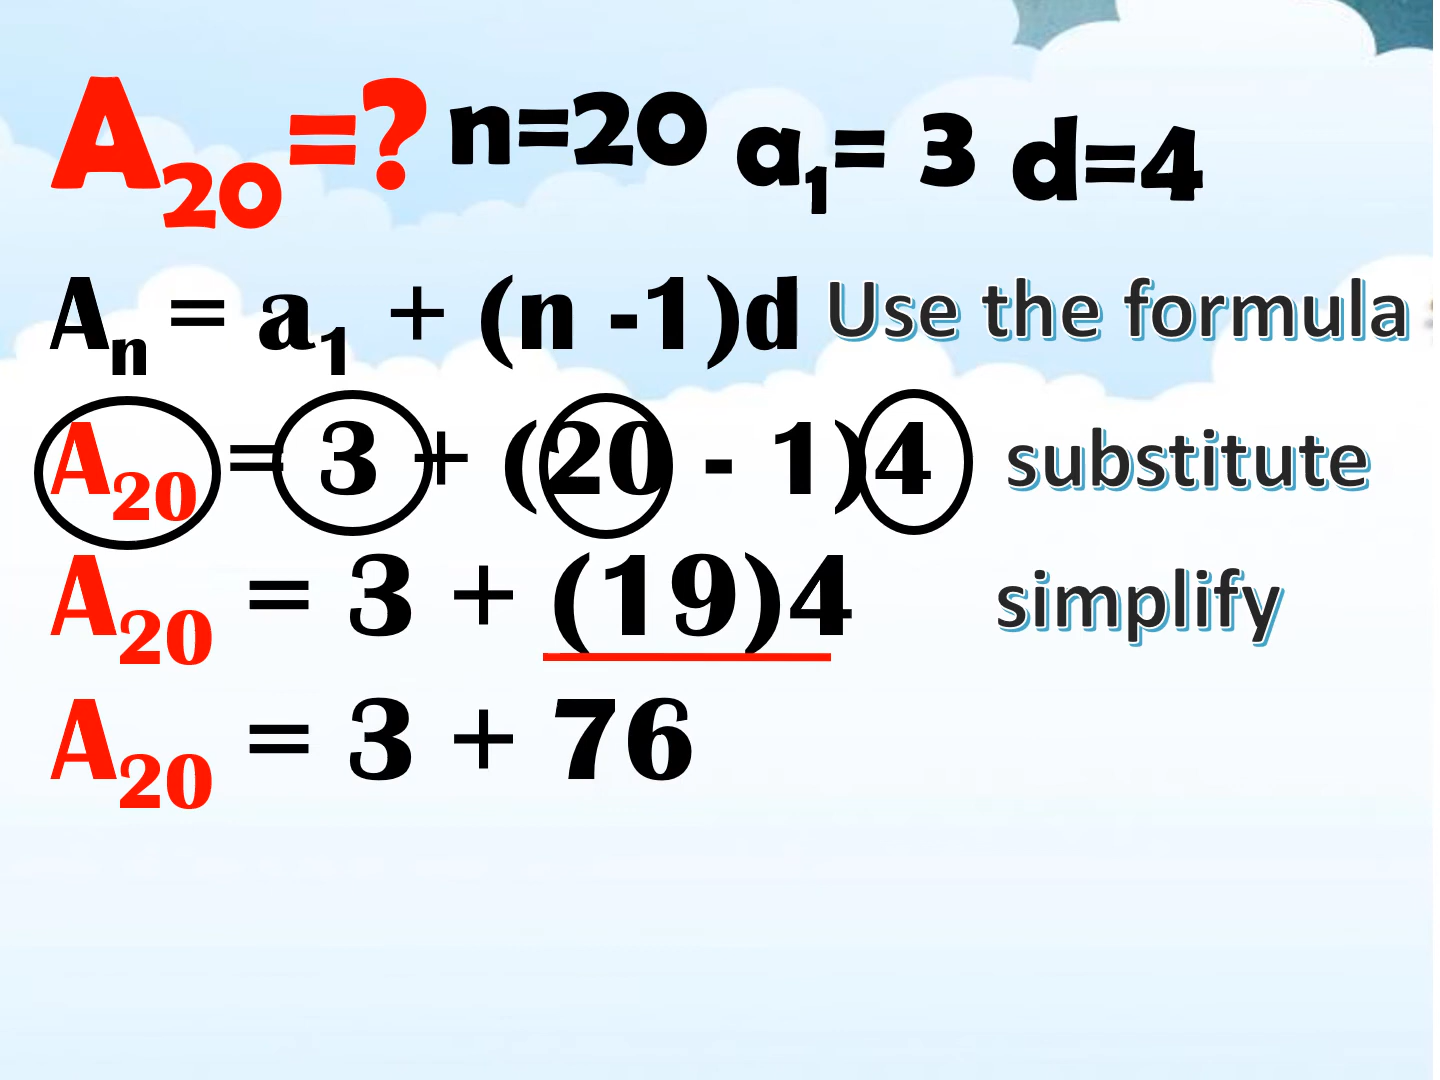 A₂₀=? n=20 a₁= 3 d=4
Aₙ = a₁ + (n -1)d Use the formula
A₂₀ = 3 + (20 - 1)4 substitute
A₂₀ = 3 + (19)4 simplify
A₂₀ = 3 + 76